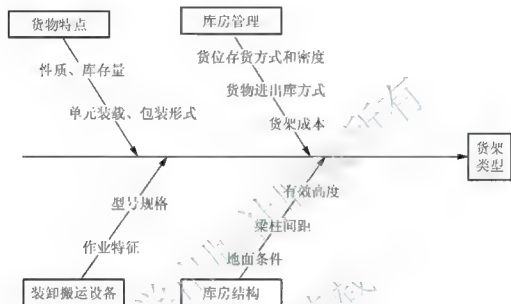 货物特点
库房管理
性质、库存量
单元装载、包装形式
货位存货方式和密度
货物进出库方式
货架成本
货架
类型
型号规格
作业特征
有效高度
梁柱间距
地面条件
装卸搬运设备
库房结构